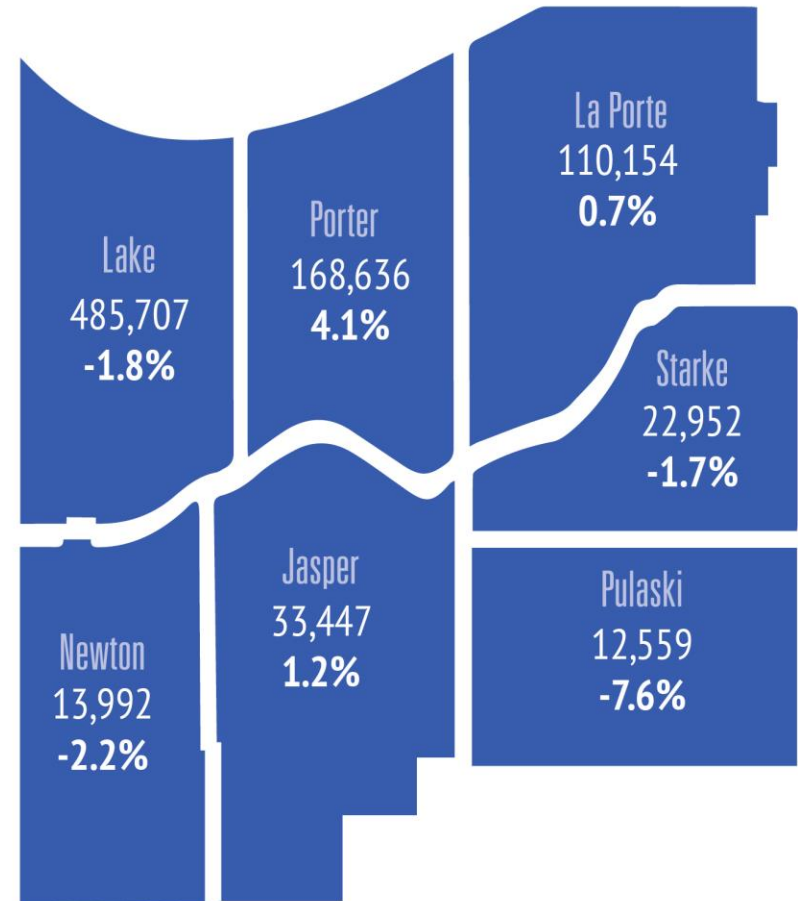 La Porte
110,154
0.7%
Porter
168,636
4.1%
Lake
485,707
-1.8%
Starke
22,952
-1.7%
Jasper
33,447
1.2%
Pulaski
12,559
-7.6%
Newton
13,992
-2.2%